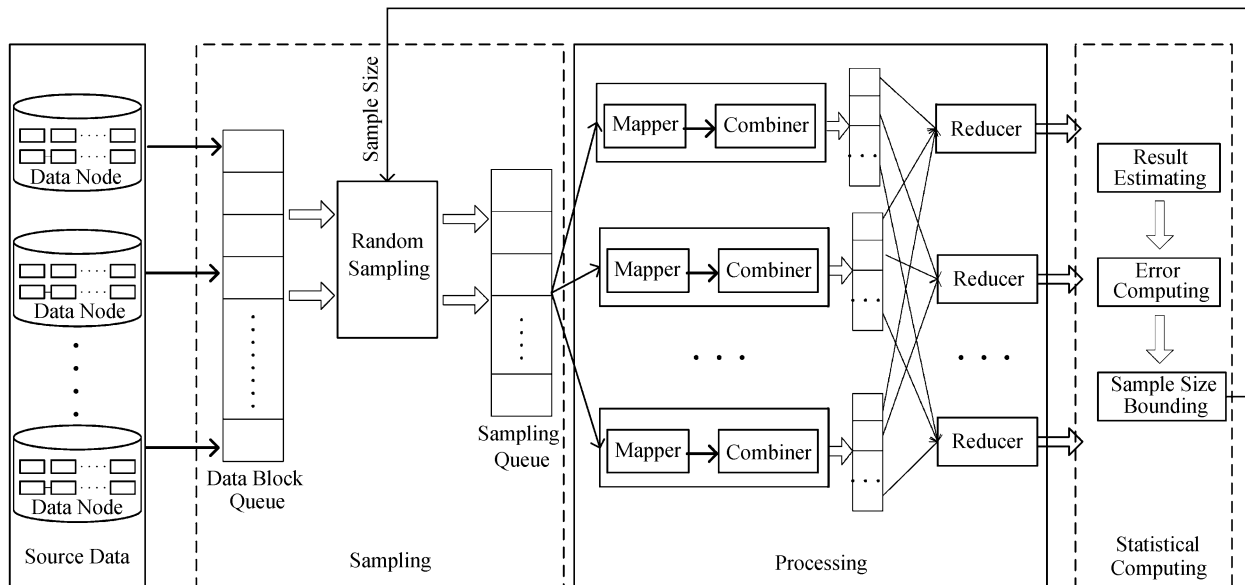 Data Node
Data Node
Data Node
Source Data
Data Block
Queue
Sample Size
Random
Sampling
Sampling
Queue
Sampling
Mapper
Combiner
Mapper
Combiner
Mapper
Combiner
Reducer
Reducer
Reducer
Processing
Result
Estimating
Error
Computing
Sample Size
Bounding
Statistical
Computing